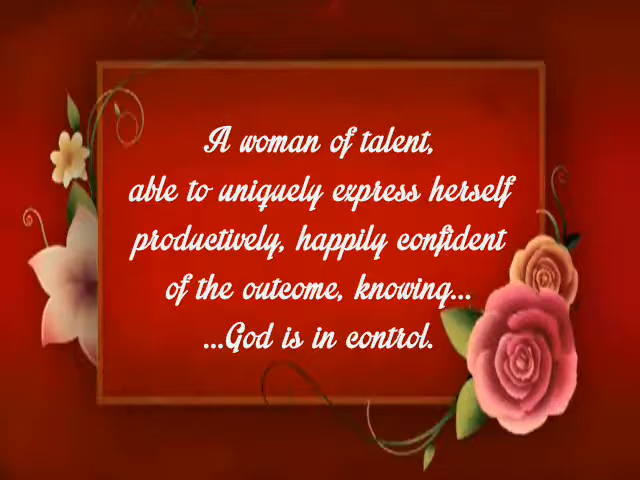 A woman of talent,
able to uniquely express herself
productively, happily confident
of the outcome, knowing...
...God is in control.